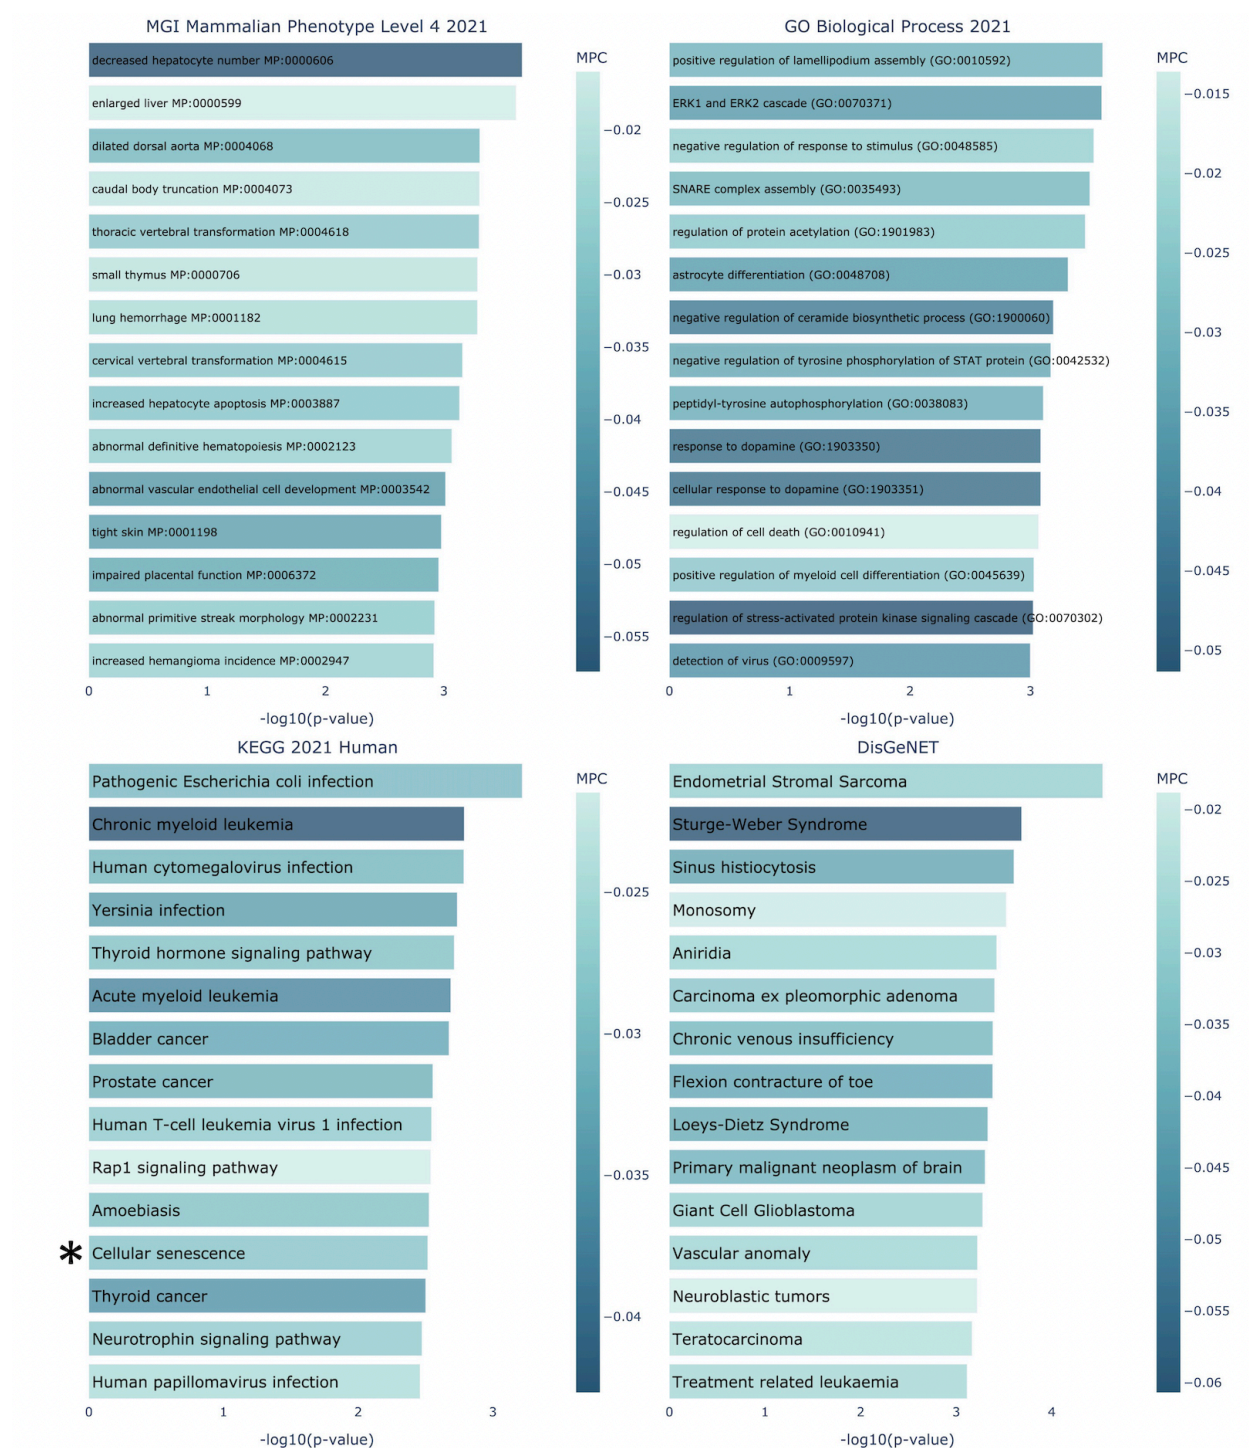 MGI Mammalian Phenotype Level 4 2021
decreased hepatocyte number MP:0000606
enlarged liver MP:0000599
dilated dorsal aorta MP:0004068
caudal body truncation MP:0004073
thoracic vertebral transformation MP:0004618
small thymus MP:0000706
lung hemorrhage MP:0001182
cervical vertebral transformation MP:0004615
increased hepatocyte apoptosis MP:0003887
abnormal definitive hematopoiesis MP:0002123
abnormal vascular endothelial cell development MP:0003542
tight skin MP:0001198
impaired placental function MP:0006372
abnormal primitive streak morphology MP:0002231
increased hemangioma incidence MP:0002947
0 1 2 3
-log10(p-value)
MPC
−0.02
−0.025
−0.03
−0.035
−0.04
−0.045
−0.05
−0.055
GO Biological Process 2021
positive regulation of lamellipodium assembly (GO:0010592)
ERK1 and ERK2 cascade (GO:0070371)
negative regulation of response to stimulus (GO:0048585)
SNARE complex assembly (GO:0035493)
regulation of protein acetylation (GO:1901983)
astrocyte differentiation (GO:0048708)
negative regulation of ceramide biosynthetic process (GO:1900060)
negative regulation of tyrosine phosphorylation of STAT protein (GO:0042532)
peptidyl-tyrosine autophosphorylation (GO:0038083)
response to dopamine (GO:1903350)
cellular response to dopamine (GO:1903351)
regulation of cell death (GO:0010941)
positive regulation of myeloid cell differentiation (GO:0045639)
regulation of stress-activated protein kinase signaling cascade (GO:0070302)
detection of virus (GO:0009597)
0 1 2 3
-log10(p-value)
MPC
−0.015
−0.02
−0.025
−0.03
−0.035
−0.04
−0.045
−0.05
KEGG 2021 Human
Pathogenic Escherichia coli infection
Chronic myeloid leukemia
Human cytomegalovirus infection
Yersinia infection
Thyroid hormone signaling pathway
Acute myeloid leukemia
Bladder cancer
Prostate cancer
Human T-cell leukemia virus 1 infection
Rap1 signaling pathway
Amoebiasis
* Cellular senescence
Thyroid cancer
Neurotrophin signaling pathway
Human papillomavirus infection
0 1 2 3
-log10(p-value)
MPC
−0.025
−0.03
−0.035
−0.04
DisGeNET
Endometrial Stromal Sarcoma
Sturge-Weber Syndrome
Sinus histiocytosis
Monosomy
Aniridia
Carcinoma ex pleomorphic adenoma
Chronic venous insufficiency
Flexion contracture of toe
Loeys-Dietz Syndrome
Primary malignant neoplasm of brain
Giant Cell Glioblastoma
Vascular anomaly
Neuroblastic tumors
Teratocarcinoma
Treatment related leukaemia
0 1 2 3 4
-log10(p-value)
MPC
−0.02
−0.025
−0.03
−0.035
−0.04
−0.045
−0.05
−0.055
−0.06